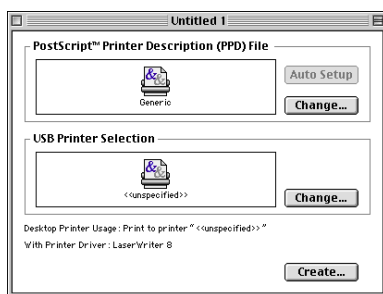 Untitled 1
PostScript™ Printer Description (PPD) File
Generic
Auto Setup
Change...
USB Printer Selection
<<unspecified>>
Change...
Desktop Printer Usage : Print to printer “<<unspecified>>”
With Printer Driver : LaserWriter 8
Create...